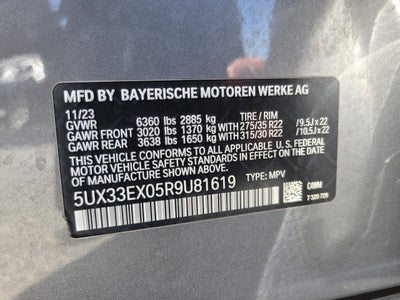 MFD BY BAYERISCHE MOTOREN WERKE AG
11/23
GVWR 6360 lbs 2885 kg TIRE / RIM
GAWR FRONT 3020 lbs 1370 kg 275/35 R22 /9.5J x 22
GAWR REAR 3638 lbs 1650 kg 315/30 R22 /10.5J x 22
THIS VEHICLE CONFORMS TO ALL APPLICABLE U.S. FEDERAL
MOTOR VEHICLE SAFETY STANDARDS IN EFFECT ON THE DATE
OF MANUFACTURE SHOWN ABOVE.
5UX33EX05R9U81619 TYPE: MPV
7 320 729